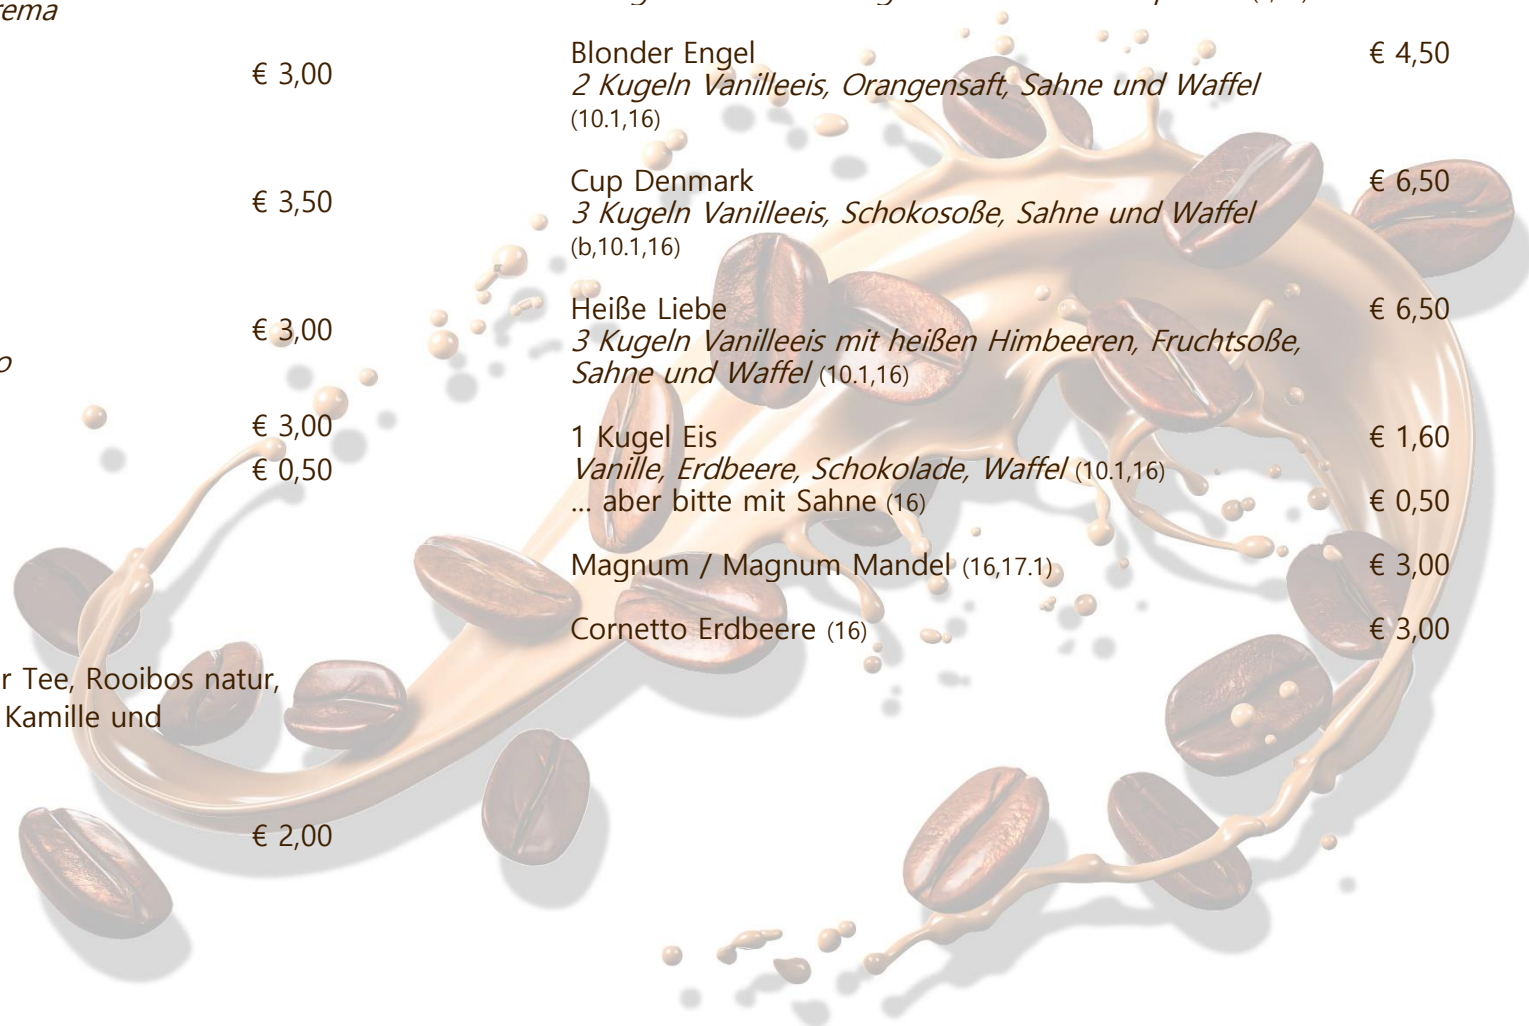 rema
€ 3,00
€ 3,50
€ 3,00
o
€ 3,00
€ 0,50
r Tee, Rooibos natur,
Kamille und
€ 2,00
Blonder Engel € 4,50
2 Kugeln Vanilleeis, Orangensaft, Sahne und Waffel
(10.1,16)
Cup Denmark € 6,50
3 Kugeln Vanilleeis, Schokosoße, Sahne und Waffel
(b,10.1,16)
Heiße Liebe € 6,50
3 Kugeln Vanilleeis mit heißen Himbeeren, Fruchtsoße,
Sahne und Waffel (10.1,16)
1 Kugel Eis € 1,60
Vanille, Erdbeere, Schokolade, Waffel (10.1,16)
... aber bitte mit Sahne (16) € 0,50
Magnum / Magnum Mandel (16,17.1) € 3,00
Cornetto Erdbeere (16) € 3,00